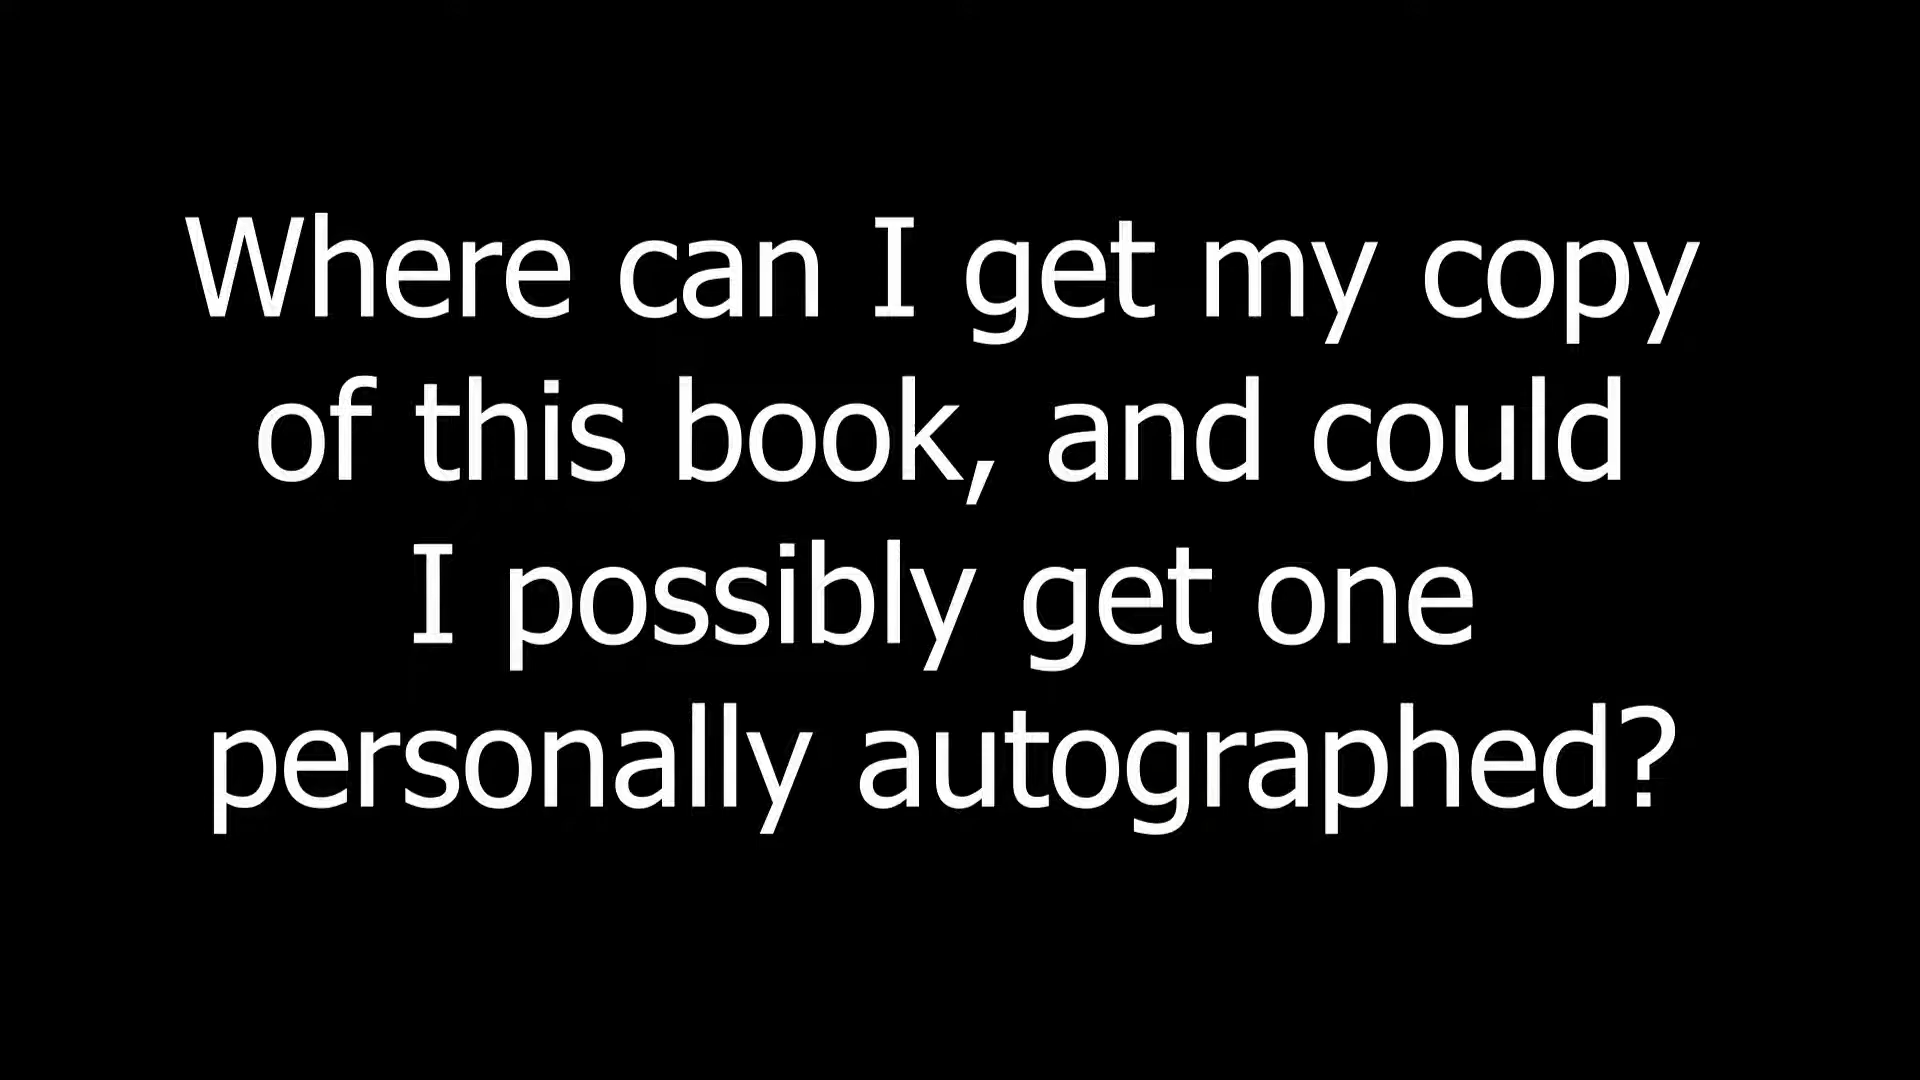 Where can I get my copy
of this book, and could
I possibly get one
personally autographed?